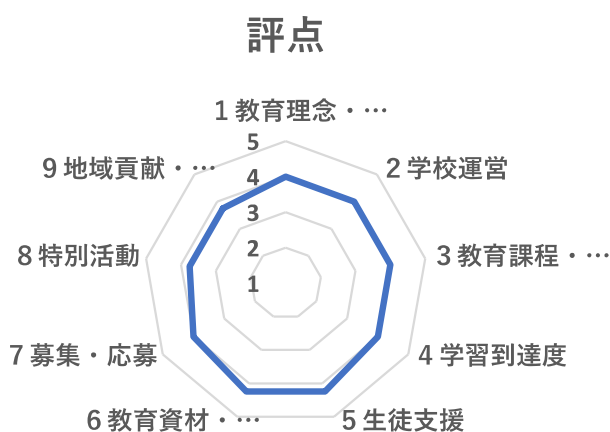 評点
1 教育理念・…
2 学校運営
3 教育課程・…
4 学習到達度
5 生徒支援
6 教育資材・…
7 募集・応募
8 特別活動
9 地域貢献・…
5
4
3
2
1